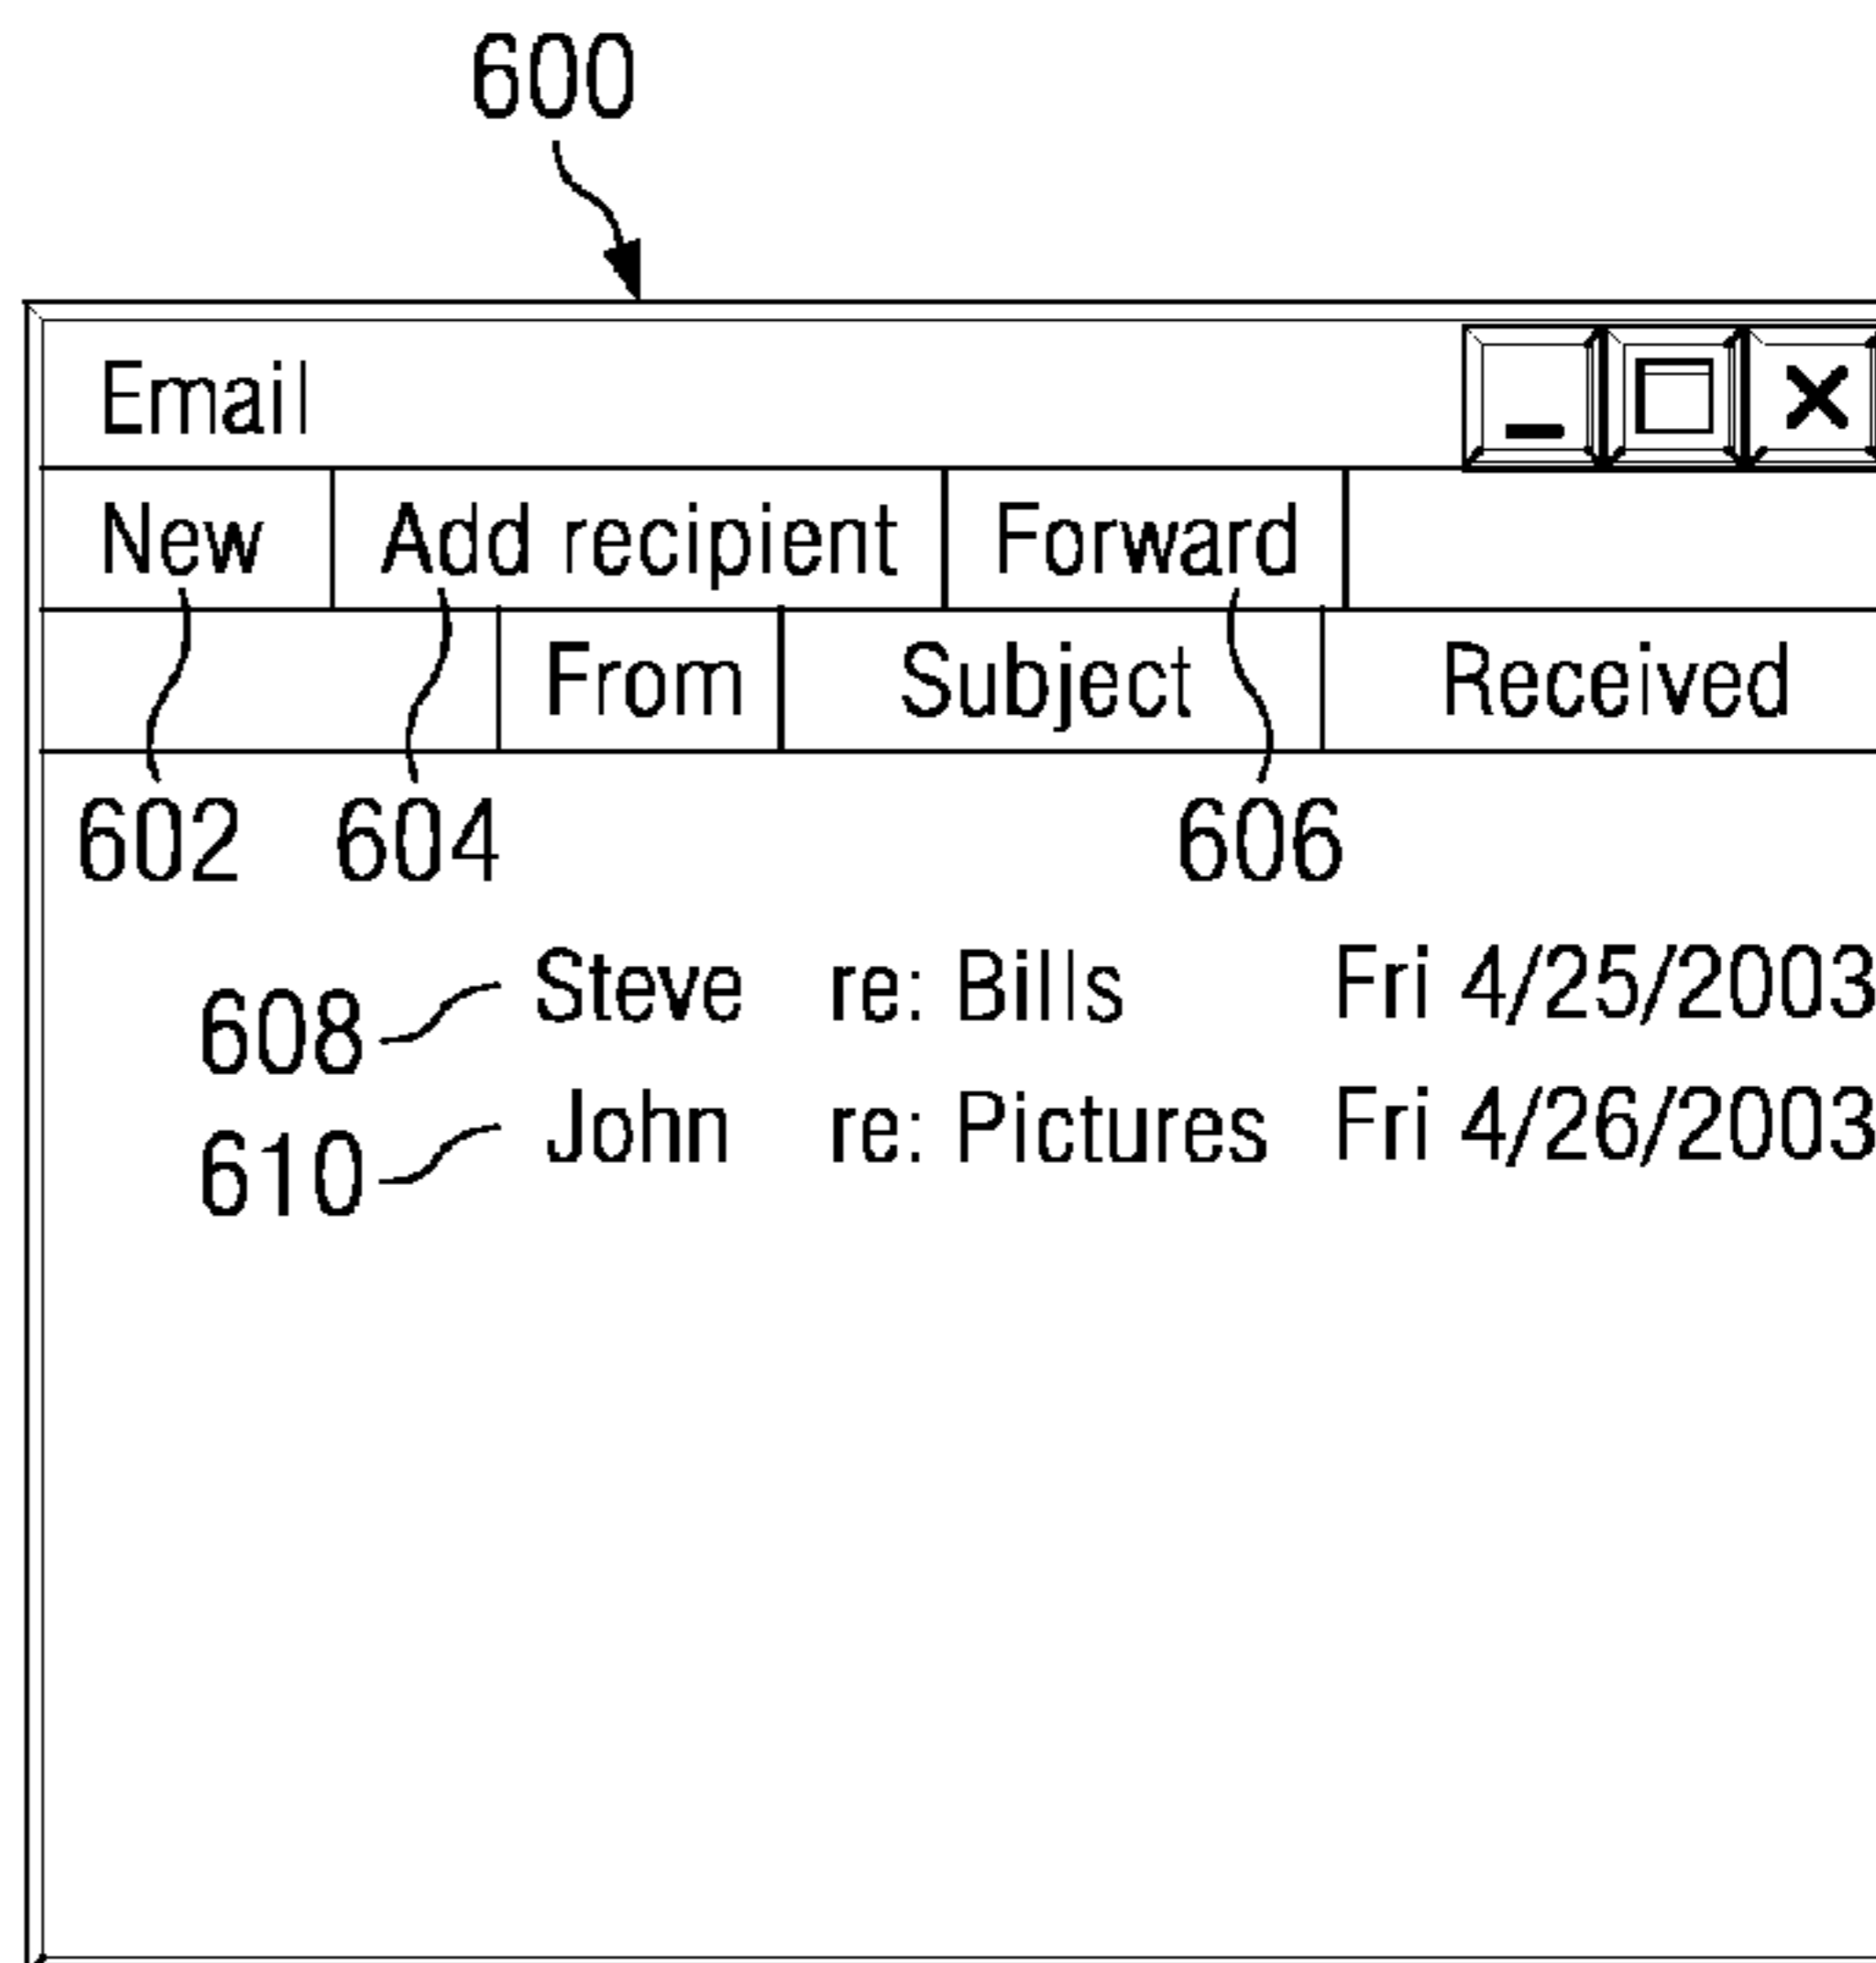 600
Email
New Add recipient Forward
From Subject Received
602 604 606
608 Steve re: Bills Fri 4/25/2003
610 John re: Pictures Fri 4/26/2003